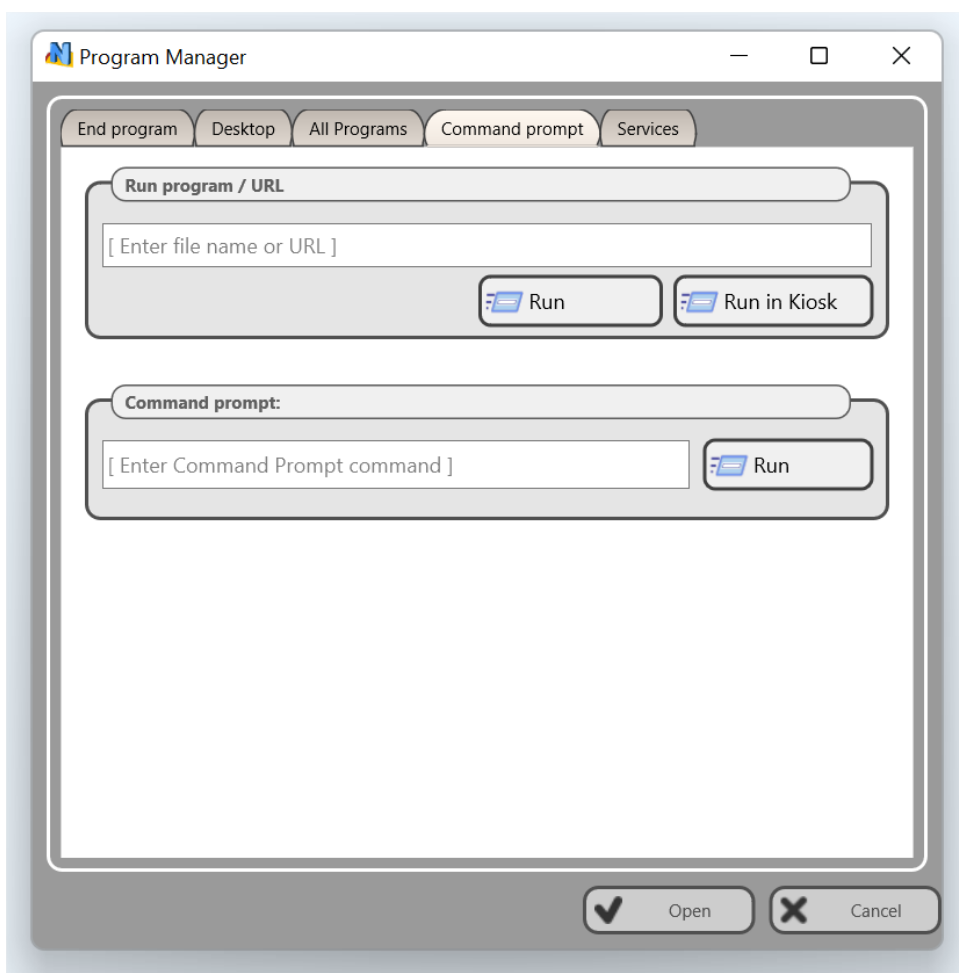 Program Manager
End program Desktop All Programs Command prompt Services
Run program / URL
[ Enter file name or URL ]
Run Run in Kiosk
Command prompt:
[ Enter Command Prompt command ] Run
Open Cancel